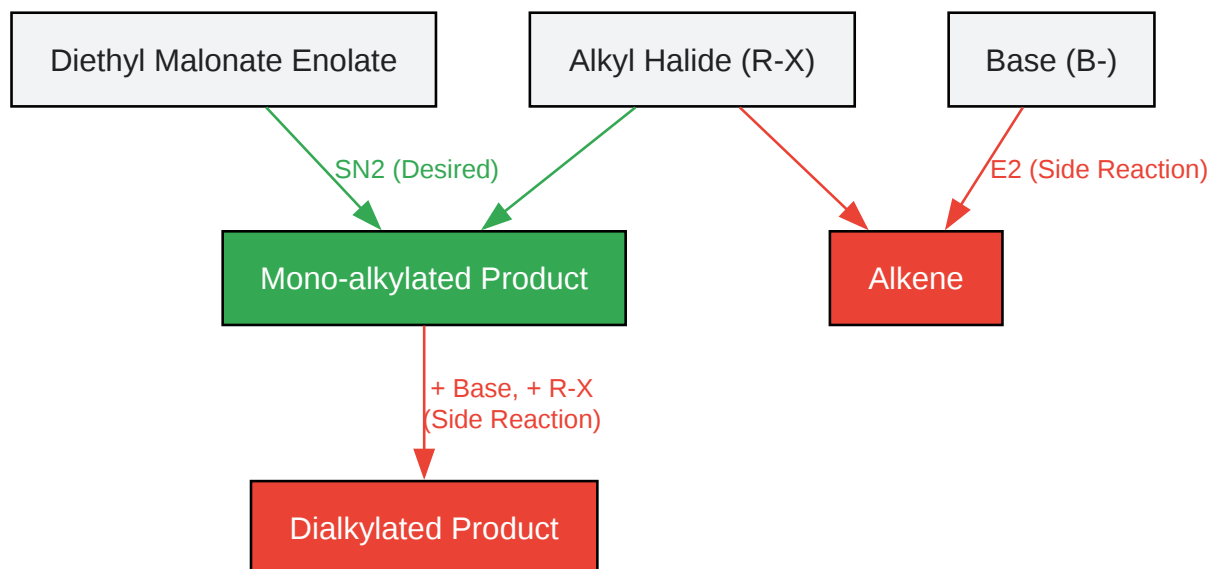 Diethyl Malonate Enolate
Alkyl Halide (R-X)
Base (B-)
SN2 (Desired)
E2 (Side Reaction)
Mono-alkylated Product
Alkene
+ Base, + R-X
(Side Reaction)
Dialkylated Product